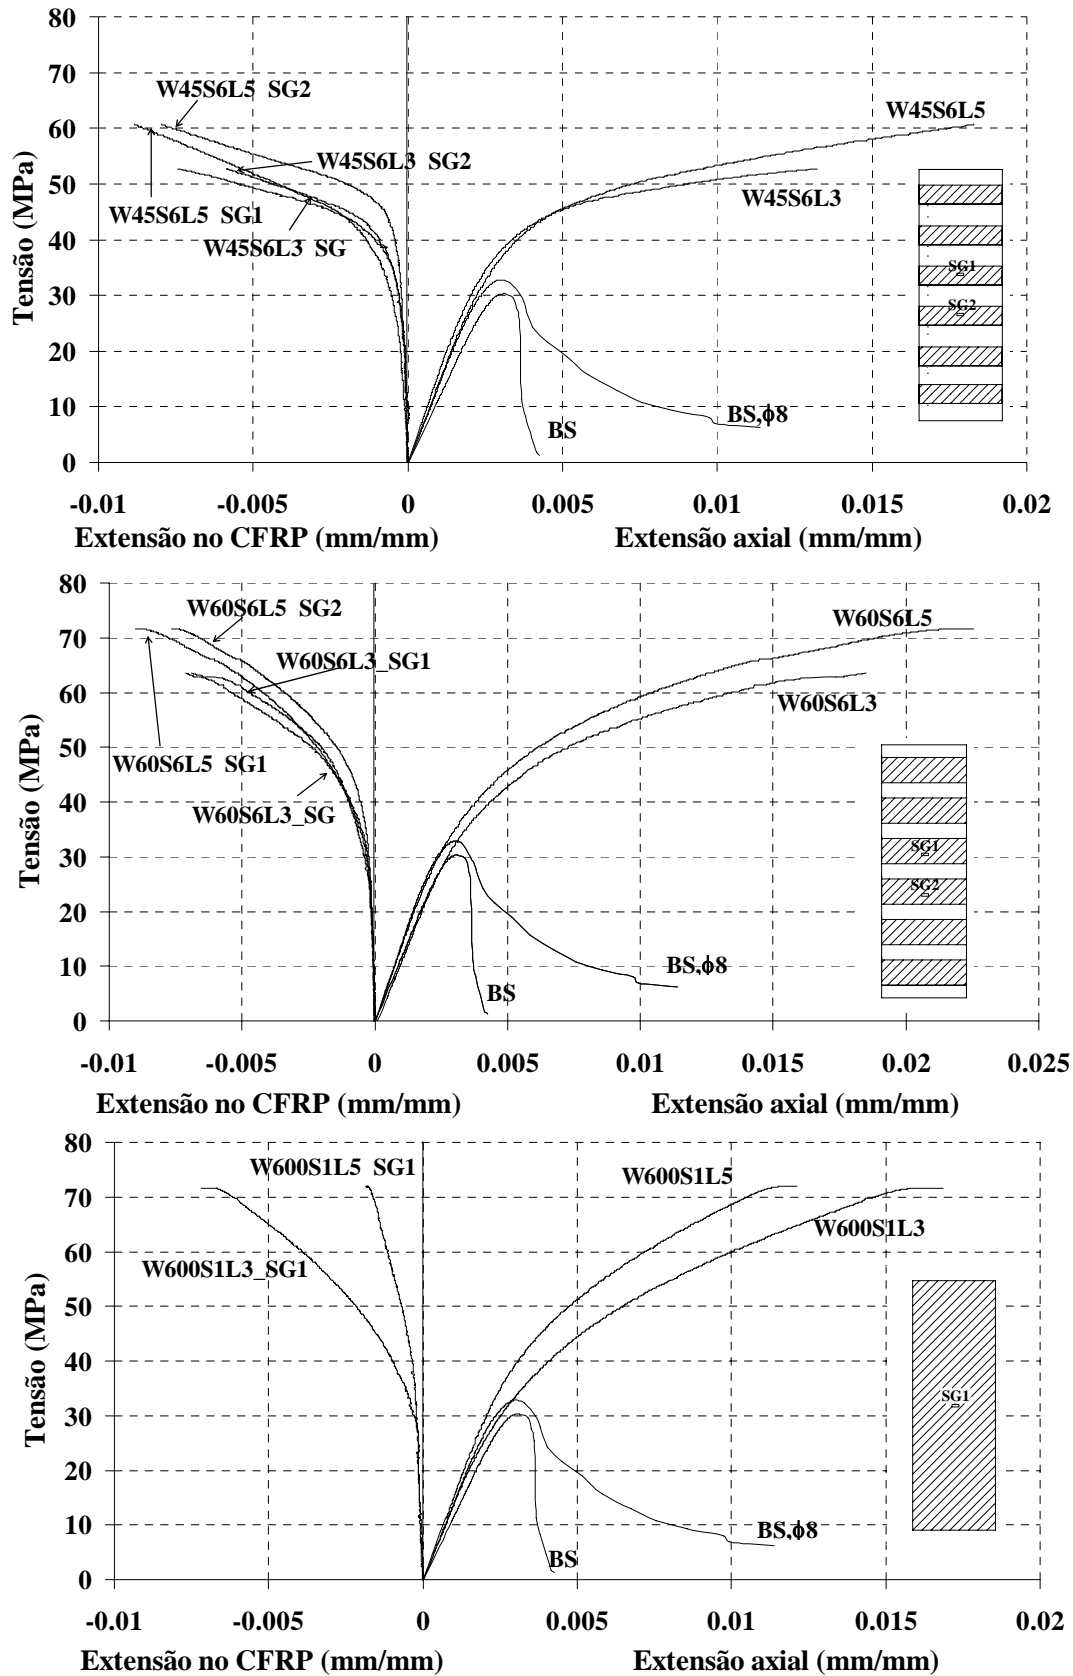 80
70
60
50
40
30
20
10
0
Tensão (MPa)
W45S6L5 SG2
W45S6L3 SG2
W45S6L5 SG1
W45S6L3 SG
W45S6L5
W45S6L3
SG1
SG2
BS
BS,ϕ8
-0.01 -0.005 0 0.005 0.01 0.015 0.02
Extensão no CFRP (mm/mm) Extensão axial (mm/mm)
80
70
60
50
40
30
20
10
0
Tensão (MPa)
W60S6L5 SG2
W60S6L3_SG1
W60S6L5 SG1
W60S6L3_SG
W60S6L5
W60S6L3
SG1
SG2
BS
BS,ϕ8
-0.01 -0.005 0 0.005 0.01 0.015 0.02 0.025
Extensão no CFRP (mm/mm) Extensão axial (mm/mm)
80
70
60
50
40
30
20
10
0
Tensão (MPa)
W600S1L5 SG1
W600S1L3_SG1
W600S1L5
W600S1L3
SG1
BS
BS,ϕ8
-0.01 -0.005 0 0.005 0.01 0.015 0.02
Extensão no CFRP (mm/mm) Extensão axial (mm/mm)